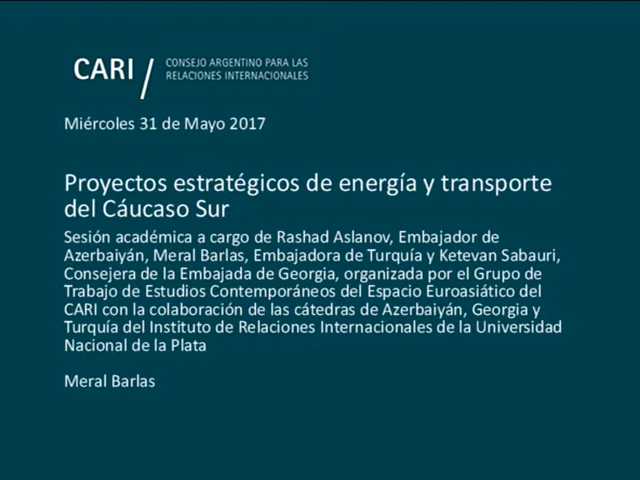 CARI /
CONSEJO ARGENTINO PARA LAS
RELACIONES INTERNACIONALES
Miércoles 31 de Mayo 2017
Proyectos estratégicos de energía y transporte
del Cáucaso Sur
Sesión académica a cargo de Rashad Aslanov, Embajador de
Azerbaiyán, Meral Barlas, Embajadora de Turquía y Ketevan Sabauri,
Consejera de la Embajada de Georgia, organizada por el Grupo de
Trabajo de Estudios Contemporáneos del Espacio Euroasiático del
CARI con la colaboración de las cátedras de Azerbaiyán, Georgia y
Turquía del Instituto de Relaciones Internacionales de la Universidad
Nacional de la Plata
Meral Barlas